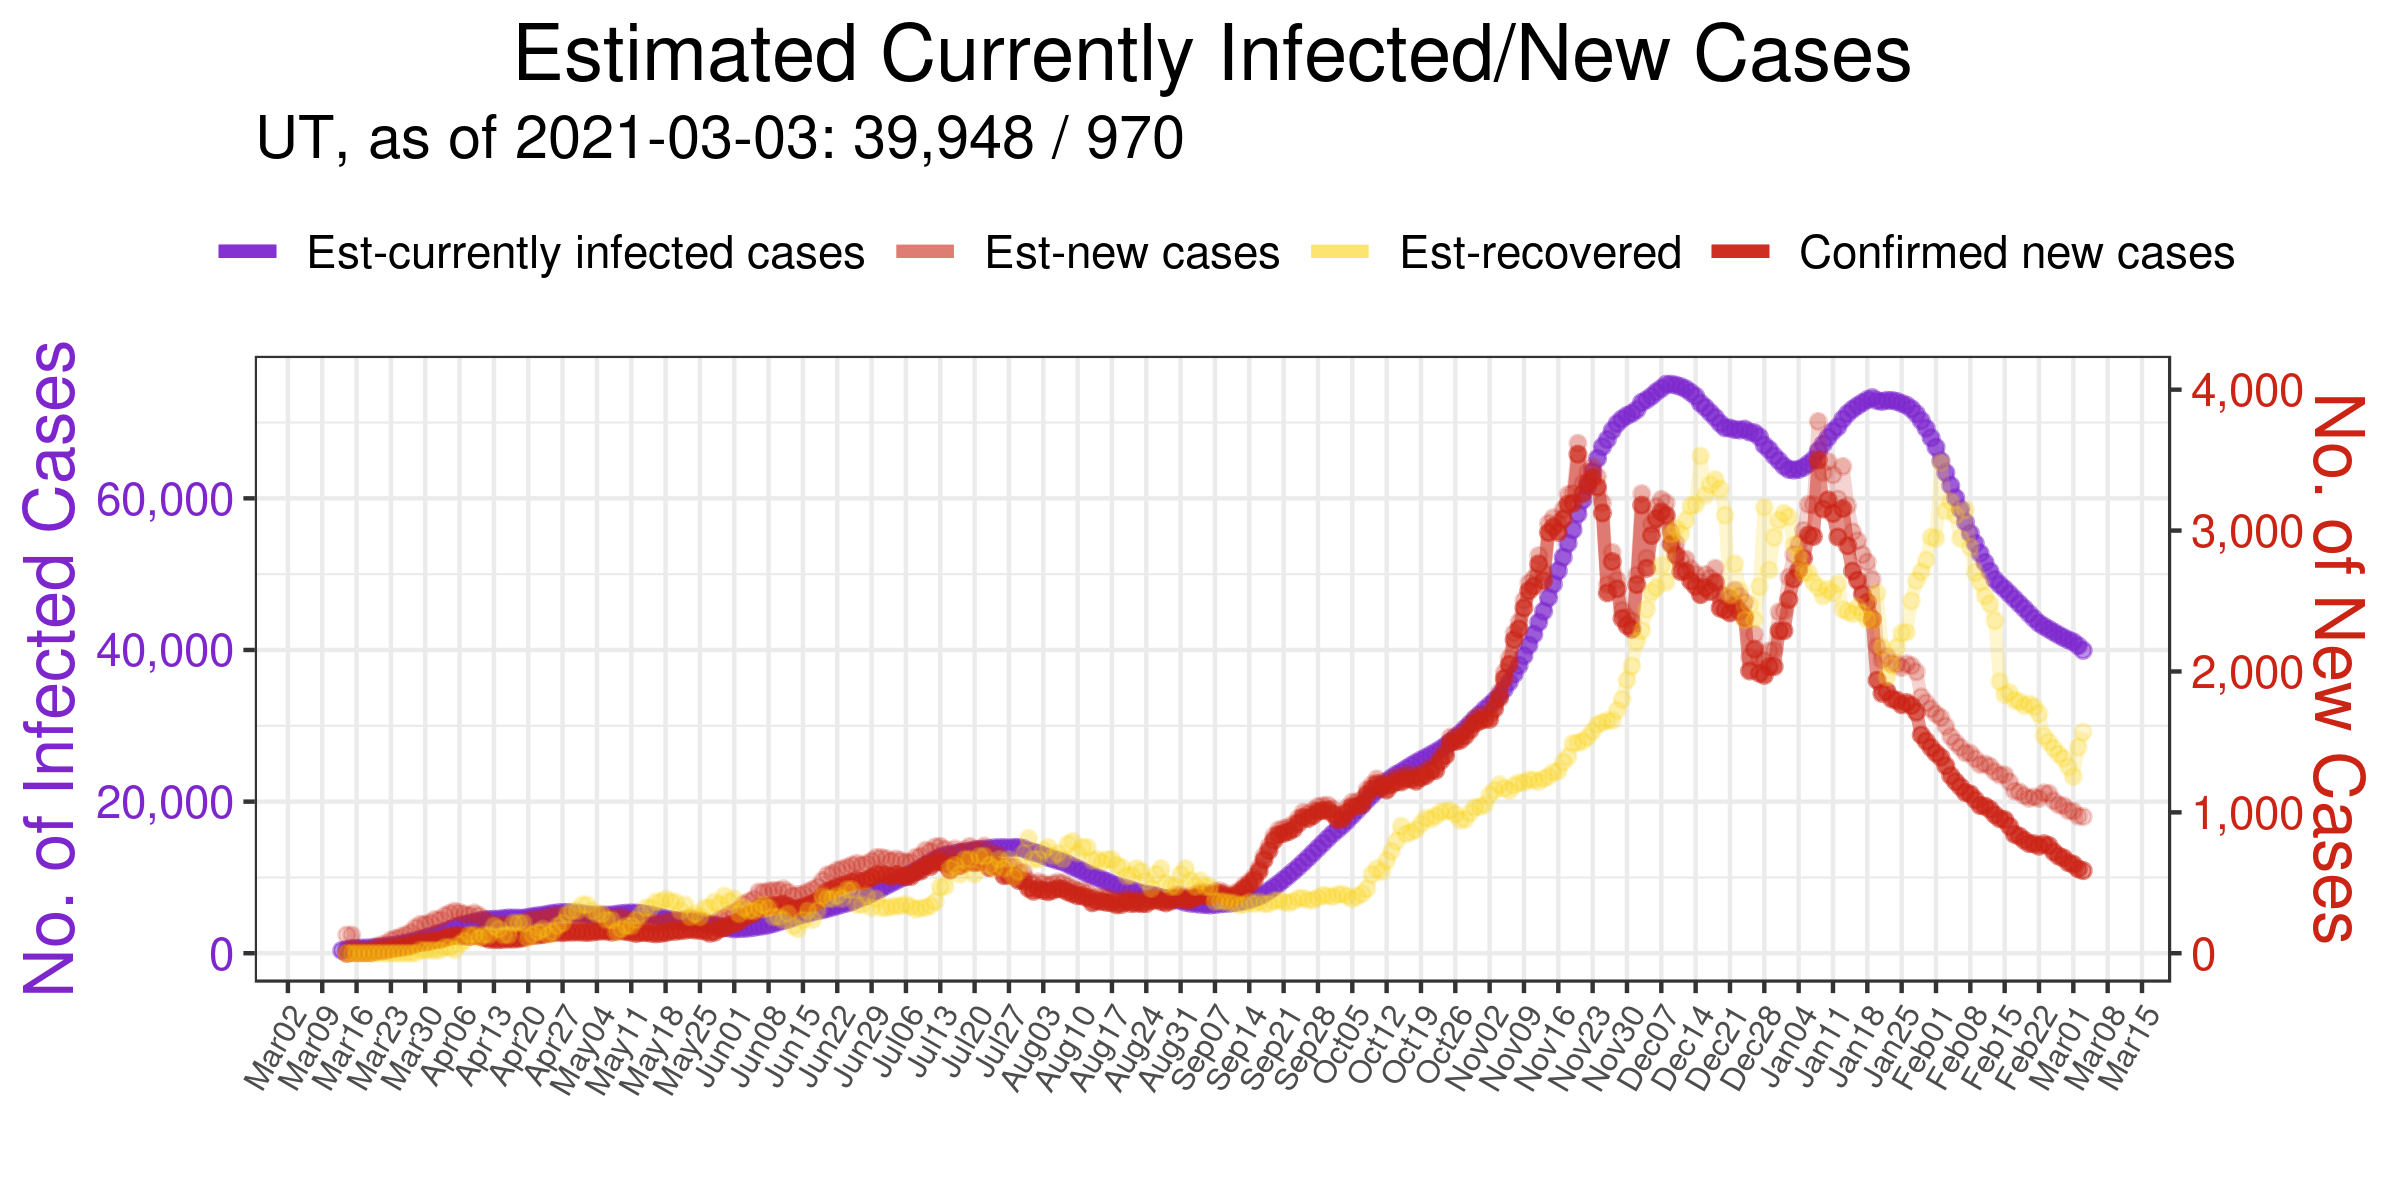 Estimated Currently Infected/New Cases
UT, as of 2021-03-03: 39,948 / 970
Est-currently infected cases Est-new cases Est-recovered Confirmed new cases
No. of Infected Cases
60,000
40,000
20,000
0
4,000
3,000
2,000
1,000
0
No. of New Cases
Mar02 Mar09 Mar16 Mar23 Mar30 Apr06 Apr13 Apr20 Apr27 May04 May11 May18 May25 Jun01 Jun08 Jun15 Jun22 Jun29 Jul06 Jul13 Jul20 Jul27 Aug03 Aug10 Aug17 Aug24 Aug31 Sep07 Sep14 Sep21 Sep28 Oct05 Oct12 Oct19 Oct26 Nov02 Nov09 Nov16 Nov23 Nov30 Dec07 Dec14 Dec21 Dec28 Jan04 Jan11 Jan18 Jan25 Feb01 Feb08 Feb15 Feb22 Mar01 Mar08 Mar15